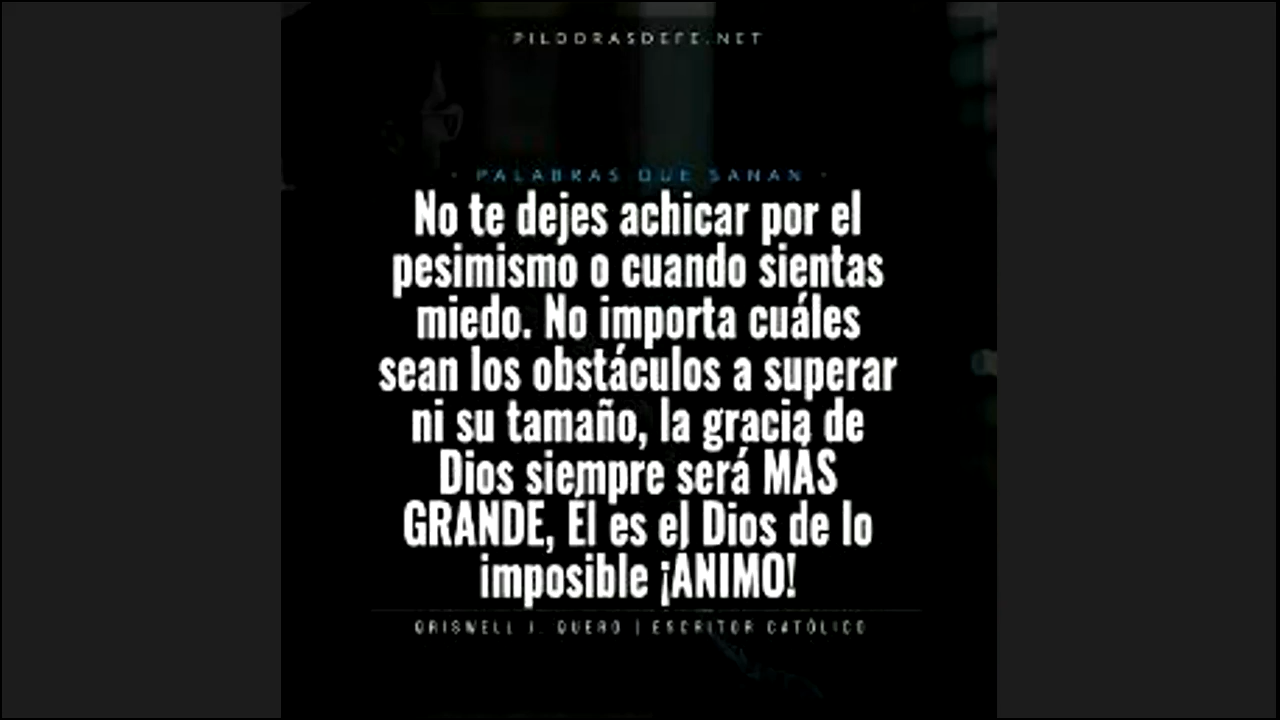 PILDORASDEFE.NET
· PALABRAS QUE SANAN ·
No te dejes achicar por el
pesimismo o cuando sientas
miedo. No importa cuáles
sean los obstáculos a superar
ni su tamaño, la gracia de
Dios siempre será MÁS
GRANDE, Él es el Dios de lo
imposible ¡ÁNIMO!
QRISWELL J. QUERO | ESCRITOR CATÓLICO